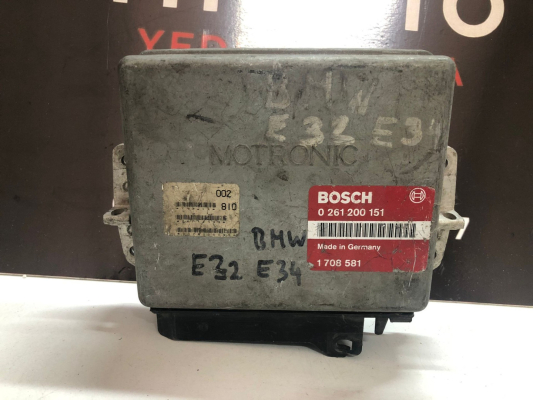 XED
BMW
E32 E34
MOTRONIC
002
810
BOSCH
0 261 200 151
Made in Germany
1 708 581
BMW
E32 E34